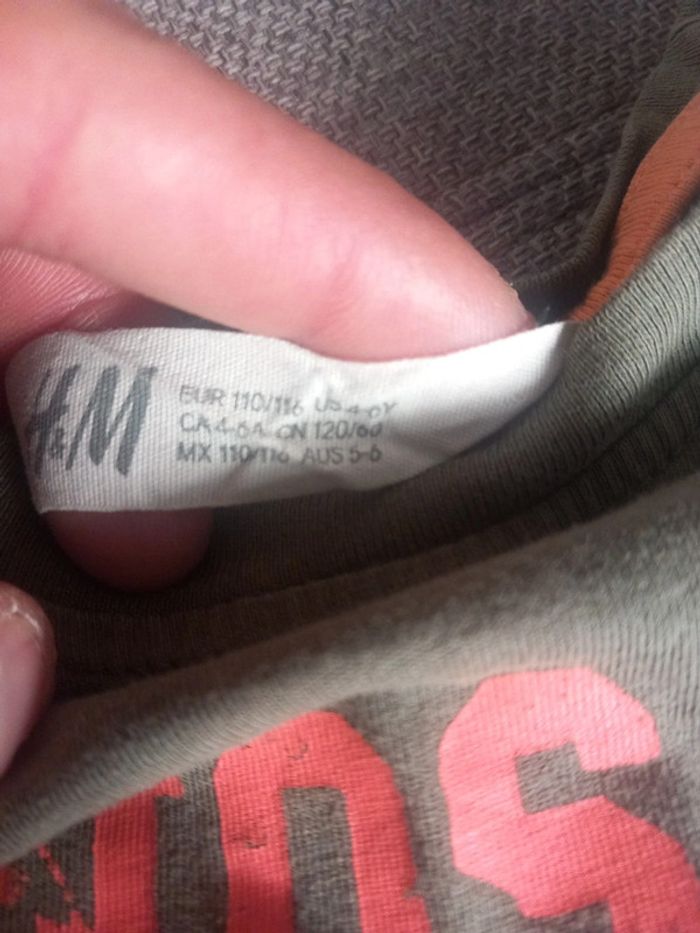 H&M
EUR 110/116 US 4-6Y
CA 4-6A CN 120/60
MX 110/116 AUS 5-6